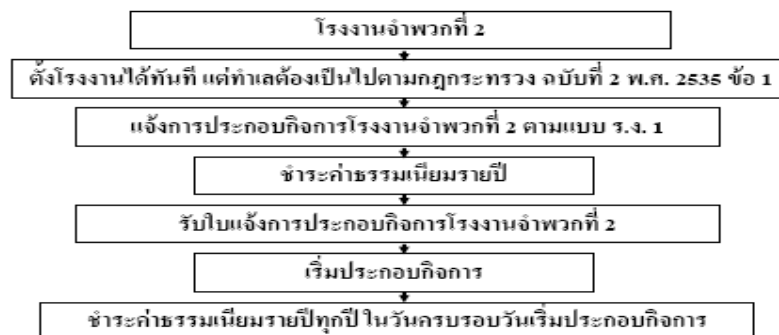 โรงงานจำพวกที่ 2
ตั้งโรงงานได้ทันที แต่ทำเลต้องเป็นไปตามกฎกระทรวง ฉบับที่ 2 พ.ศ. 2535 ข้อ 1
แจ้งการประกอบกิจการโรงงานจำพวกที่ 2 ตามแบบ ร.ง. 1
ชำระค่าธรรมเนียมรายปี
รับใบแจ้งการประกอบกิจการโรงงานจำพวกที่ 2
เริ่มประกอบกิจการ
ชำระค่าธรรมเนียมรายปีทุกปี ในวันครบรอบวันเริ่มประกอบกิจการ